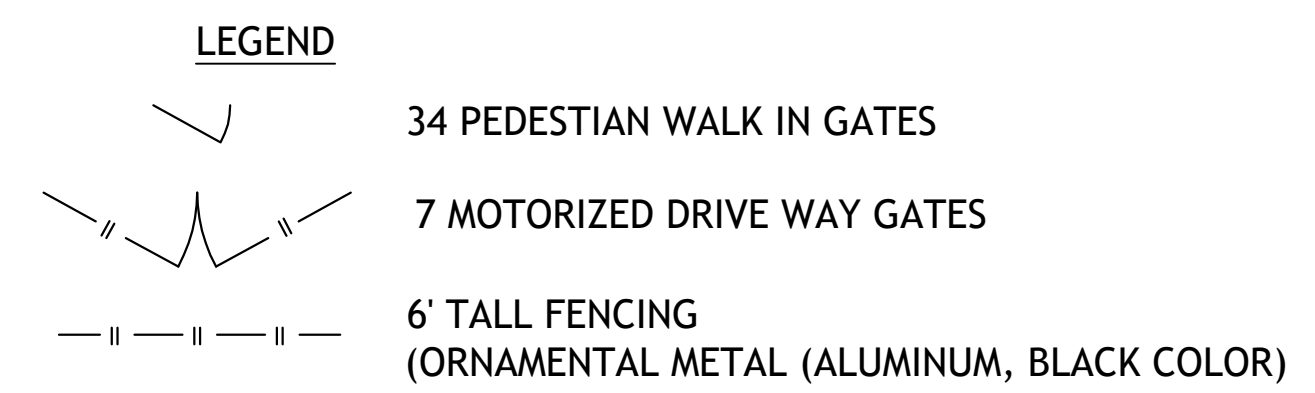 LEGEND
34 PEDESTIAN WALK IN GATES
7 MOTORIZED DRIVE WAY GATES
6' TALL FENCING
(ORNAMENTAL METAL (ALUMINUM, BLACK COLOR)